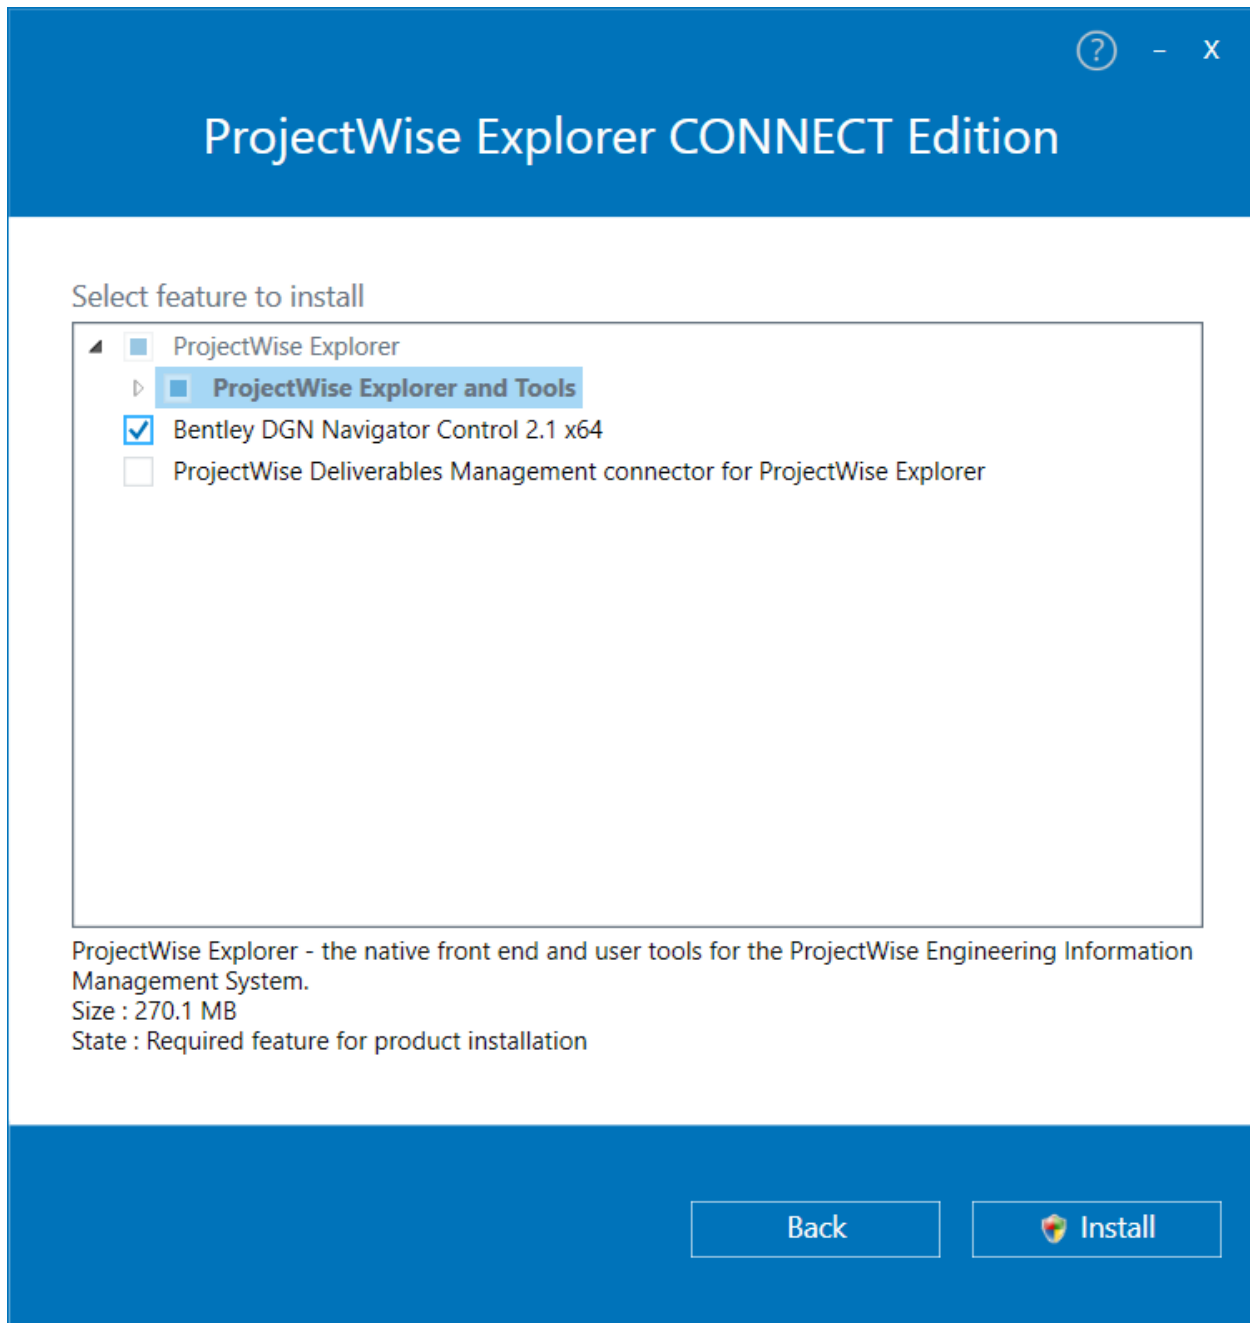 ? – X
ProjectWise Explorer CONNECT Edition
Select feature to install
ProjectWise Explorer
ProjectWise Explorer and Tools
Bentley DGN Navigator Control 2.1 x64
ProjectWise Deliverables Management connector for ProjectWise Explorer
ProjectWise Explorer - the native front end and user tools for the ProjectWise Engineering Information
Management System.
Size : 270.1 MB
State : Required feature for product installation
Back
Install